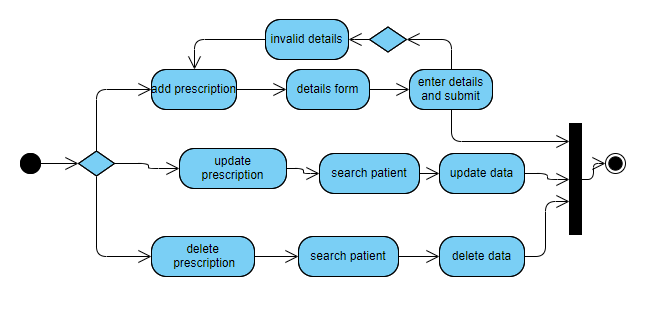 invalid details
add prescription
details form
enter details
and submit
update
prescription
search patient
update data
delete
prescription
search patient
delete data